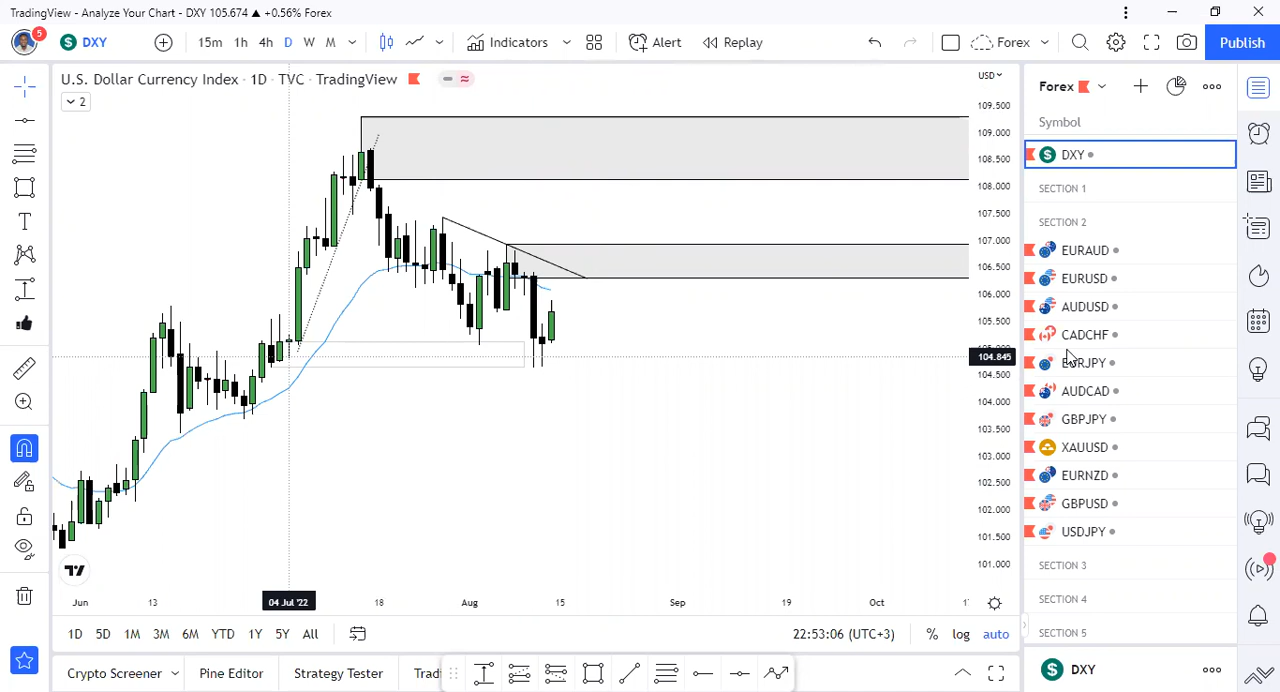 TradingView - Analyze Your Chart - DXY 105.674 ▲ +0.56% Forex
5
DXY 15m 1h 4h D W M Indicators Alert Replay Forex Publish
U.S. Dollar Currency Index · 1D · TVC · TradingView
2
USD
109.500
109.000
108.500
108.000
107.500
107.000
106.500
106.000
105.500
104.845
104.500
104.000
103.500
103.000
102.500
102.000
101.500
101.000
Jun 13 04 Jul '22 18 Aug 15 Sep 19 Oct
1D 5D 1M 3M 6M YTD 1Y 5Y All 22:53:06 (UTC+3) % log auto
Crypto Screener Pine Editor Strategy Tester Tradi
Forex
Symbol
DXY
SECTION 1
SECTION 2
EURAUD
EURUSD
AUDUSD
CADCHF
EURJPY
AUDCAD
GBPJPY
XAUUSD
EURNZD
GBPUSD
USDJPY
SECTION 3
SECTION 4
SECTION 5
DXY